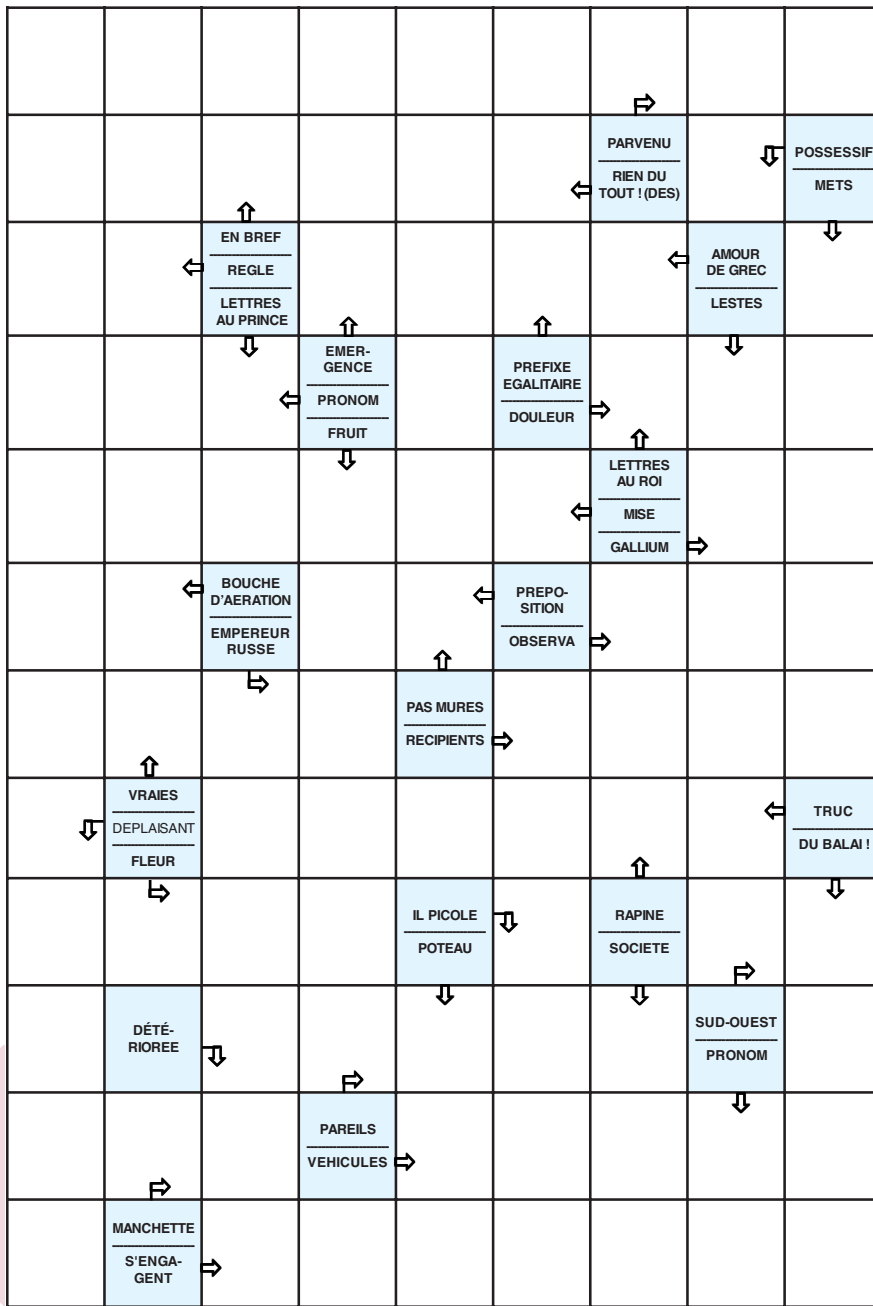 PARVENU
RIEN DU
TOUT ! (DES)
POSSESSIF
METS
EN BREF
REGLE
LETTRES
AU PRINCE
AMOUR
DE GREC
LESTES
EMER-
GENCE
PRONOM
FRUIT
PREFIXE
EGALITAIRE
DOULEUR
LETTRES
AU ROI
MISE
GALLIUM
BOUCHE
D'AERATION
EMPEREUR
RUSSE
PREPO-
SITION
OBSERVA
PAS MURES
RECIPIENTS
VRAIES
DEPLAISANT
FLEUR
TRUC
DU BALAI !
IL PICOLE
POTEAU
RAPINE
SOCIETE
DÉTÉ-
RIOREE
SUD-OUEST
PRONOM
PAREILS
VEHICULES
MANCHETTE
S'ENGA-
GENT